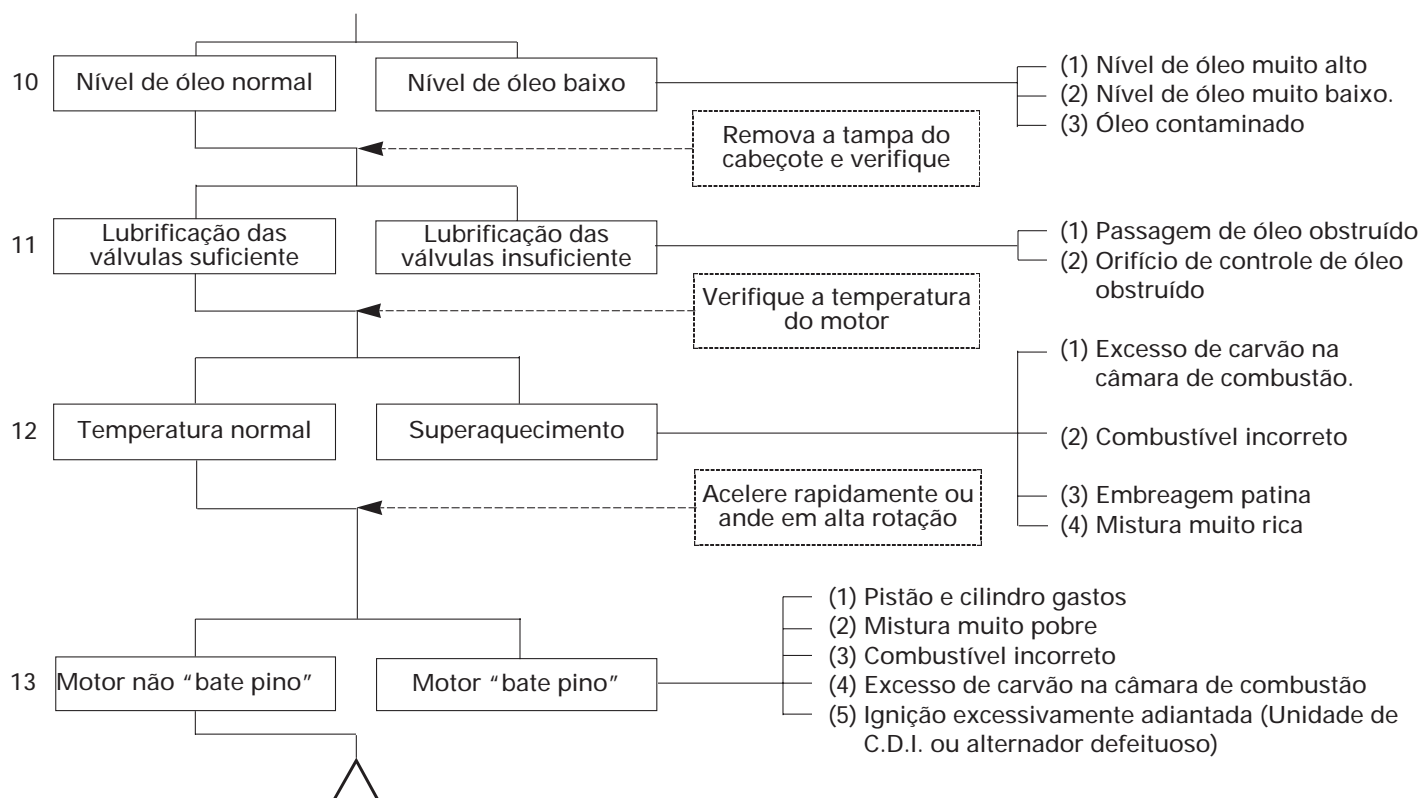 10
Nível de óleo normal
Nível de óleo baixo
(1) Nível de óleo muito alto
(2) Nível de óleo muito baixo.
(3) Óleo contaminado
Remova a tampa do
cabeçote e verifique
11
Lubrificação das
válvulas suficiente
Lubrificação das
válvulas insuficiente
(1) Passagem de óleo obstruído
(2) Orifício de controle de óleo
obstruído
Verifique a temperatura
do motor
12
Temperatura normal
Superaquecimento
(1) Excesso de carvão na
câmara de combustão.
(2) Combustível incorreto
(3) Embreagem patina
(4) Mistura muito rica
Acelere rapidamente ou
ande em alta rotação
13
Motor não “bate pino”
Motor “bate pino”
(1) Pistão e cilindro gastos
(2) Mistura muito pobre
(3) Combustível incorreto
(4) Excesso de carvão na câmara de combustão
(5) Ignição excessivamente adiantada (Unidade de
C.D.I. ou alternador defeituoso)